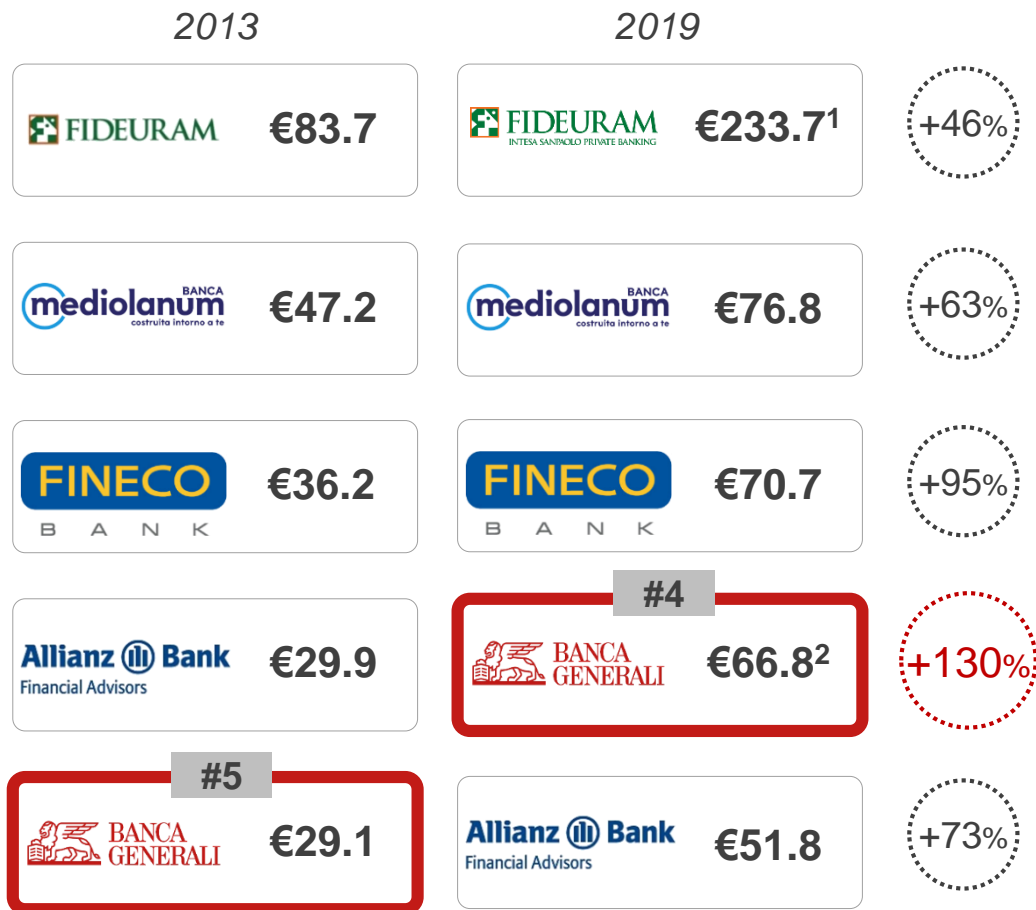 2013 2019
FIDEURAM €83.7 FIDEURAM INTESA SANPAOLO PRIVATE BANKING €233.7¹ +46%
BANCA mediolanum costruita intorno a te €47.2 BANCA mediolanum costruita intorno a te €76.8 +63%
FINECO BANK €36.2 FINECO BANK €70.7 +95%
#4
Allianz Bank Financial Advisors €29.9 BANCA GENERALI €66.8² +130%
#5
BANCA GENERALI €29.1 Allianz Bank Financial Advisors €51.8 +73%